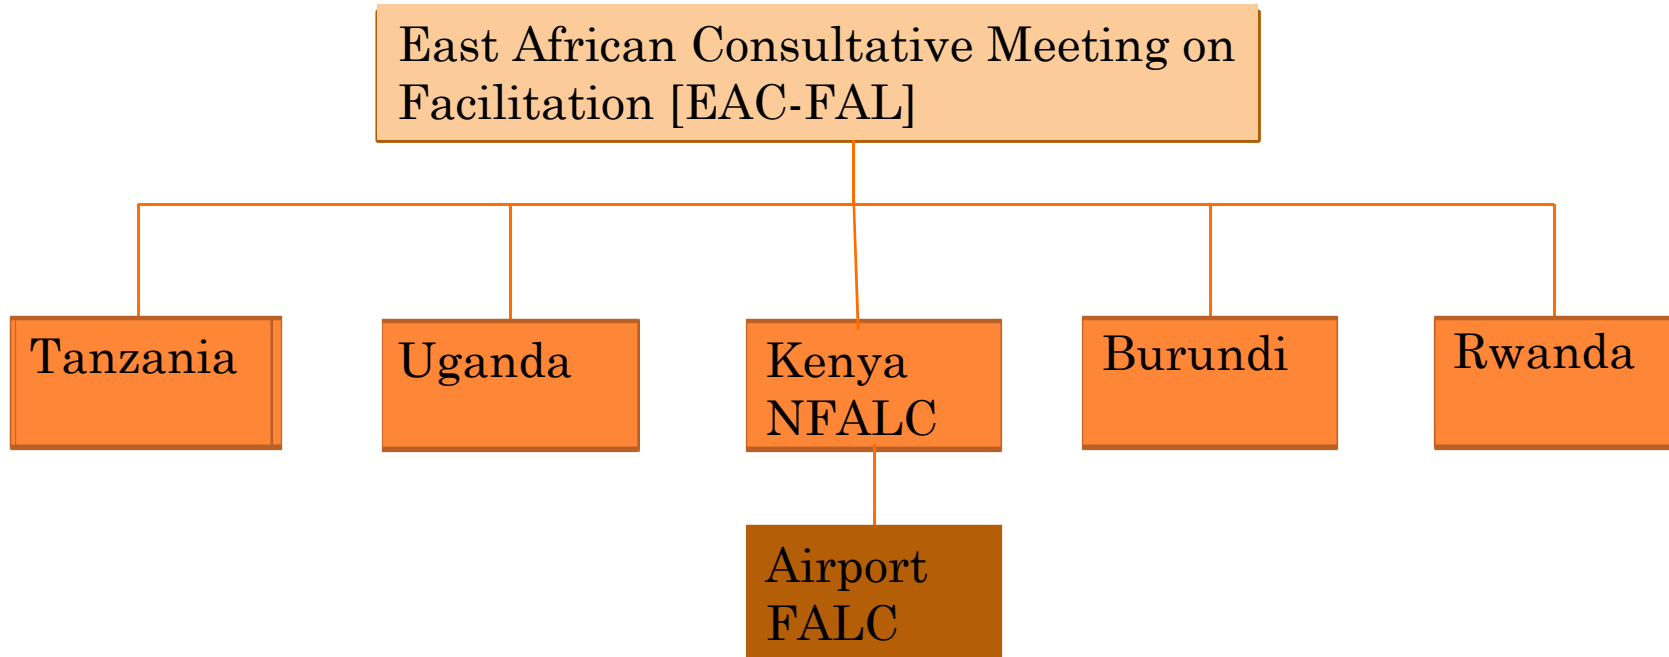 East African Consultative Meeting on
Facilitation [EAC-FAL]
Tanzania
Uganda
Kenya
NFALC
Burundi
Rwanda
Airport
FALC